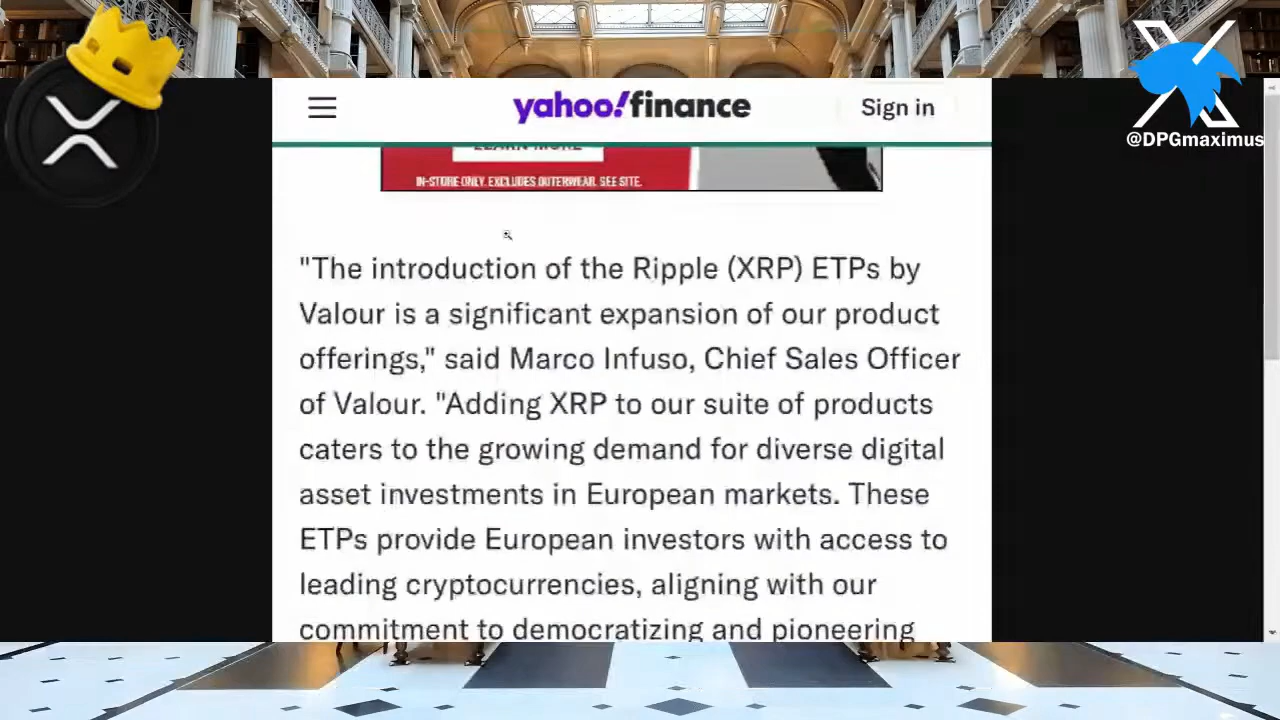 yahoo!finance
Sign in
@DPGmaximus
LEARN MORE
IN-STORE ONLY. EXCLUDES OUTERWEAR. SEE SITE.
"The introduction of the Ripple (XRP) ETPs by
Valour is a significant expansion of our product
offerings," said Marco Infuso, Chief Sales Officer
of Valour. "Adding XRP to our suite of products
caters to the growing demand for diverse digital
asset investments in European markets. These
ETPs provide European investors with access to
leading cryptocurrencies, aligning with our
commitment to democratizing and pioneering